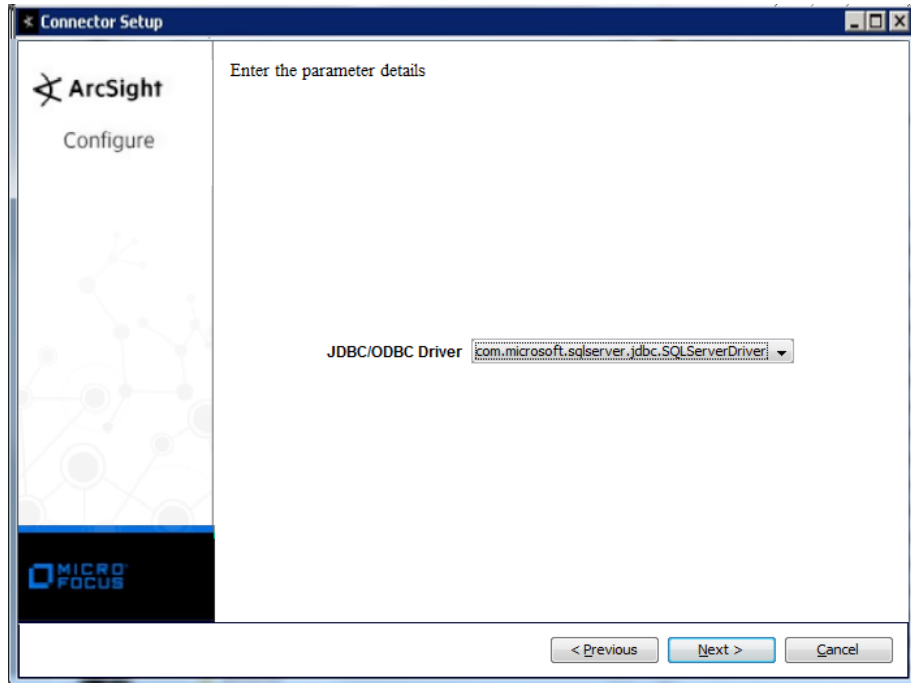 Connector Setup
ArcSight
Configure
Enter the parameter details
JDBC/ODBC Driver com.microsoft.sqlserver.jdbc.SQLServerDriver
MICRO
FOCUS
< Previous Next > Cancel